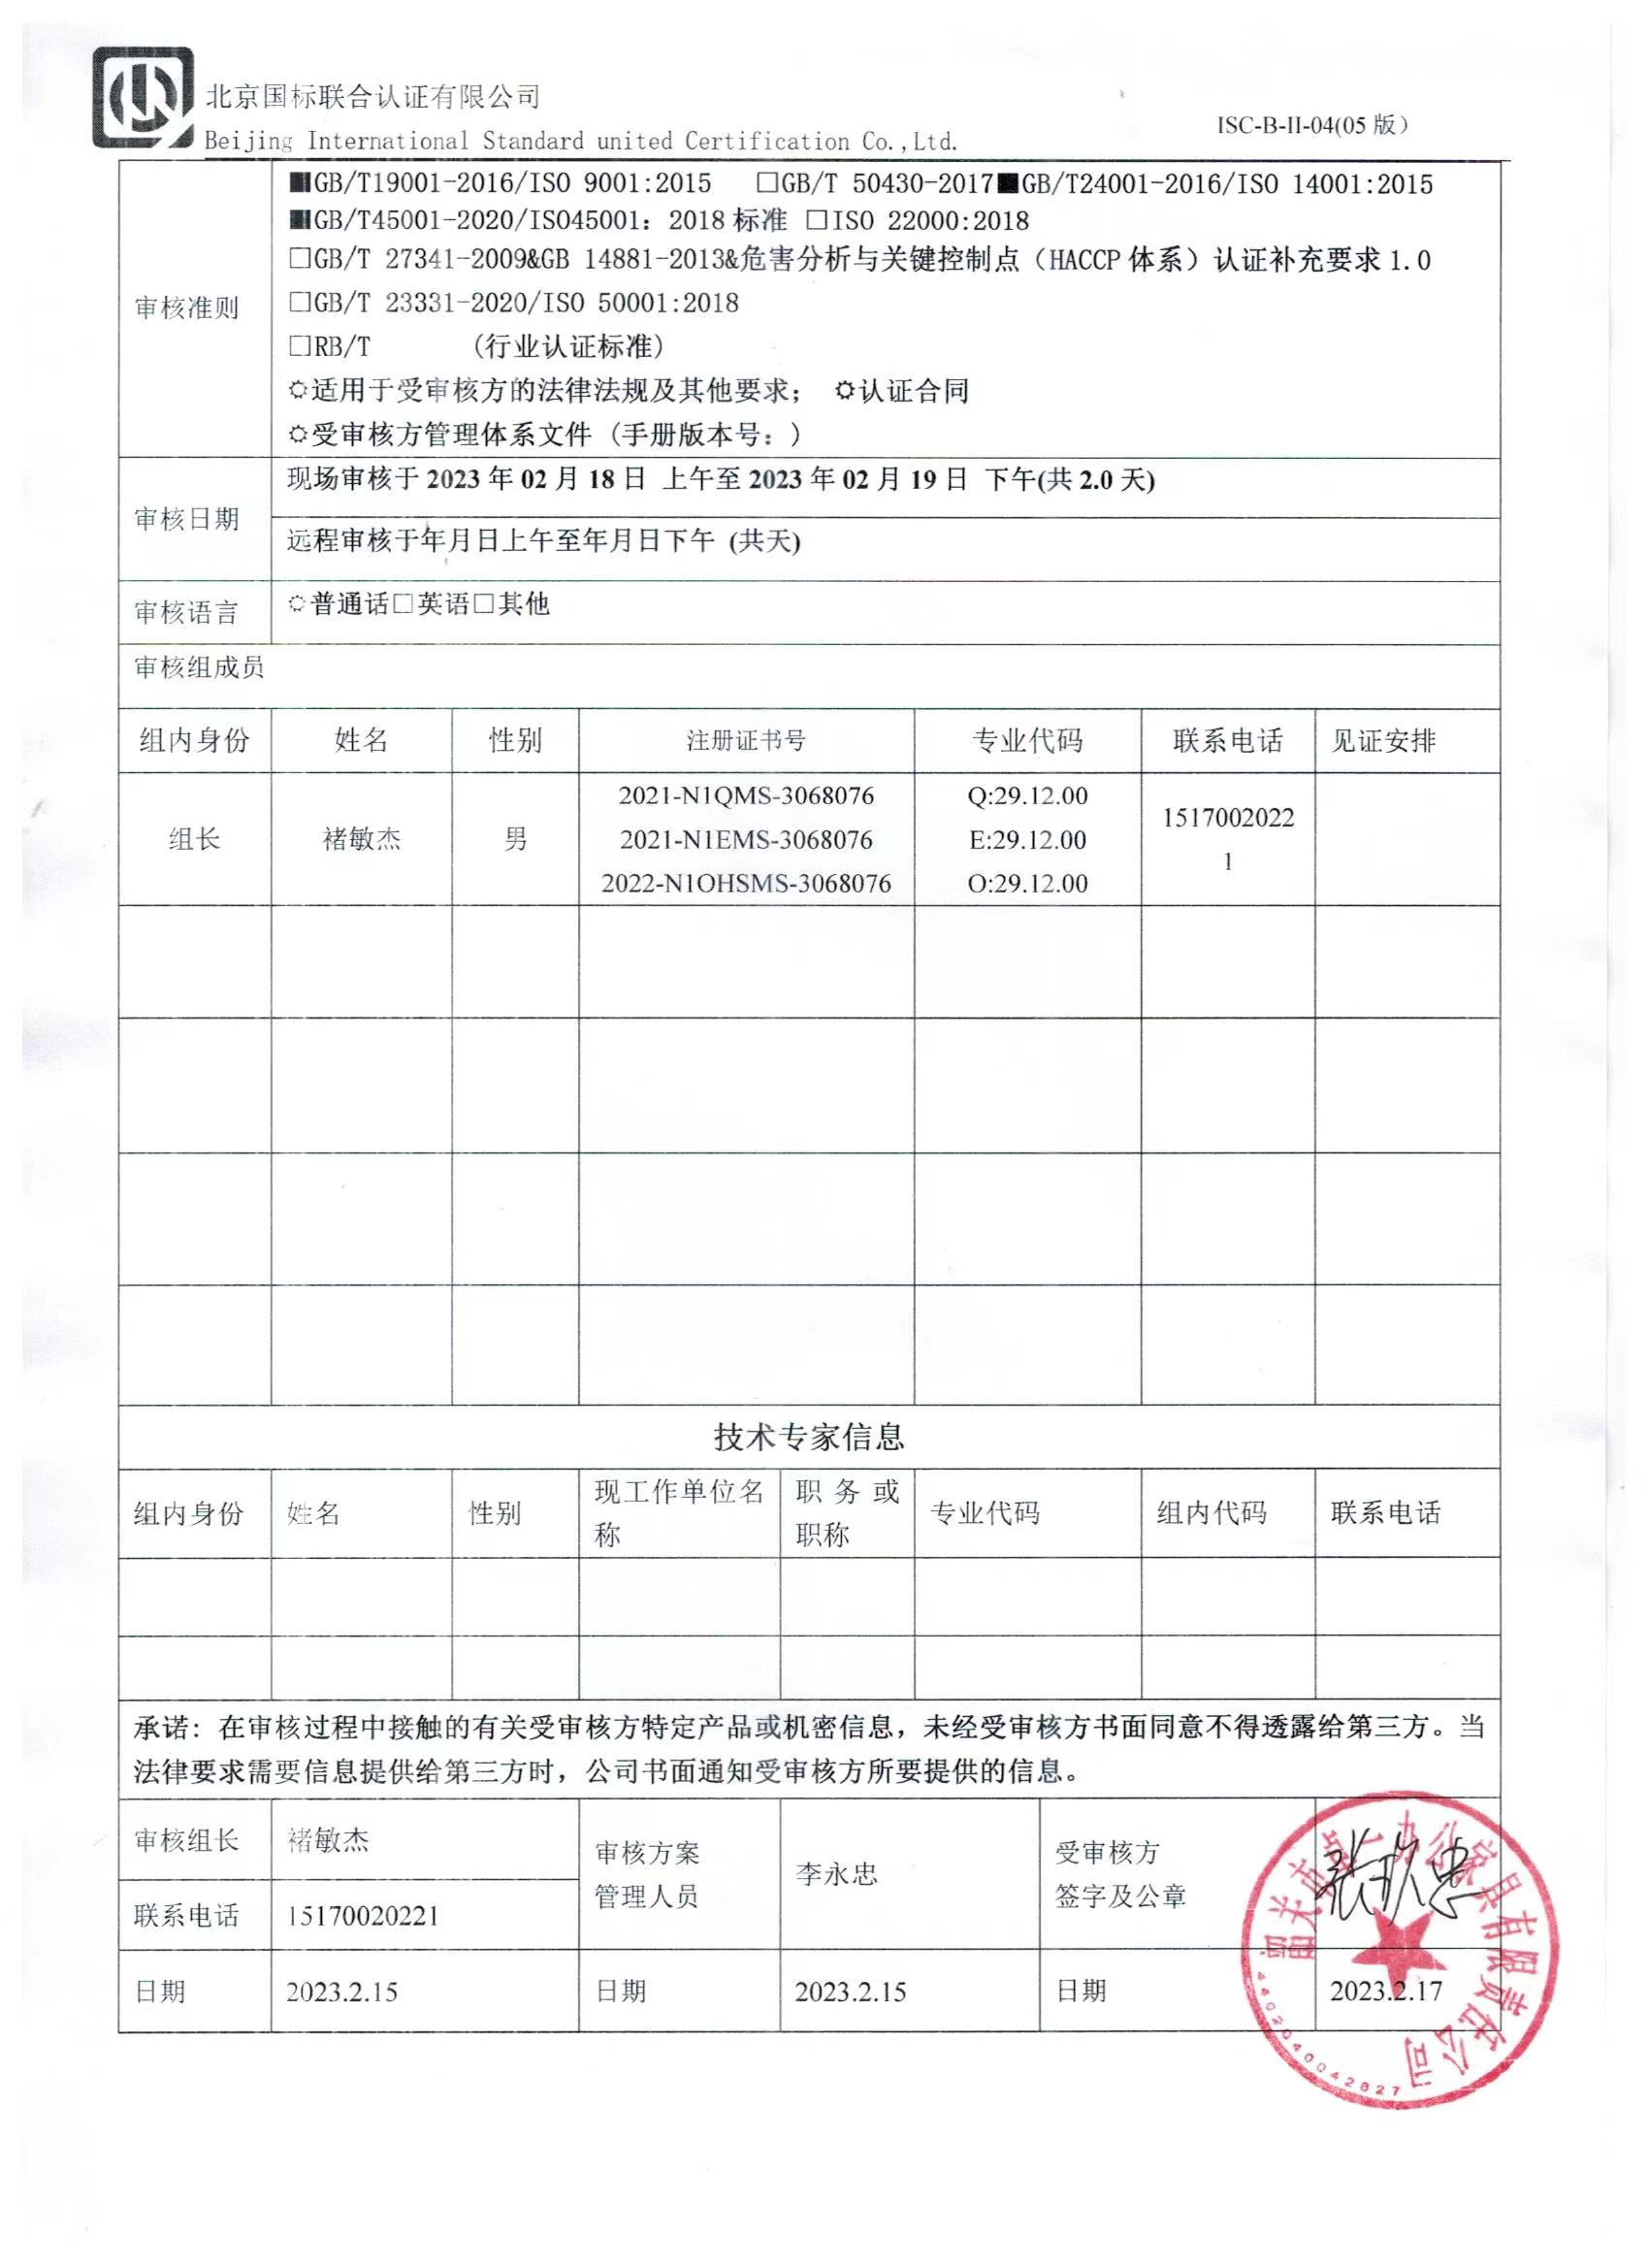 北京国标联合认证有限公司
Beijing International Standard united Certification Co.,Ltd.
ISC-B-II-04(05 版)
审核准则
■GB/T19001-2016/ISO 9001:2015 □GB/T 50430-2017■GB/T24001-2016/ISO 14001:2015
■GB/T45001-2020/ISO45001：2018 标准 □ISO 22000:2018
□GB/T 27341-2009&GB 14881-2013&危害分析与关键控制点（HACCP 体系）认证补充要求 1.0
□GB/T 23331-2020/ISO 50001:2018
□RB/T (行业认证标准)
☼适用于受审核方的法律法规及其他要求； ☼认证合同
☼受审核方管理体系文件（手册版本号：）
审核日期
现场审核于 2023 年 02 月 18 日 上午至 2023 年 02 月 19 日 下午(共 2.0 天)
远程审核于年月日上午至年月日下午 (共天)
审核语言
☼普通话□英语□其他
审核组成员
组内身份 姓名 性别 注册证书号 专业代码 联系电话 见证安排
组长 褚敏杰 男
2021-N1QMS-3068076
2021-N1EMS-3068076
2022-N1OHSMS-3068076
Q:29.12.00
E:29.12.00
O:29.12.00
1517002022
1
技术专家信息
组内身份 姓名 性别
现工作单位名
称
职 务 或
职称
专业代码 组内代码 联系电话
承诺：在审核过程中接触的有关受审核方特定产品或机密信息，未经受审核方书面同意不得透露给第三方。当
法律要求需要信息提供给第三方时，公司书面通知受审核方所要提供的信息。
审核组长 褚敏杰
联系电话 15170020221
审核方案
管理人员
李永忠
受审核方
签字及公章
日期 2023.2.15 日期 2023.2.15 日期 2023.2.17
4402040042827